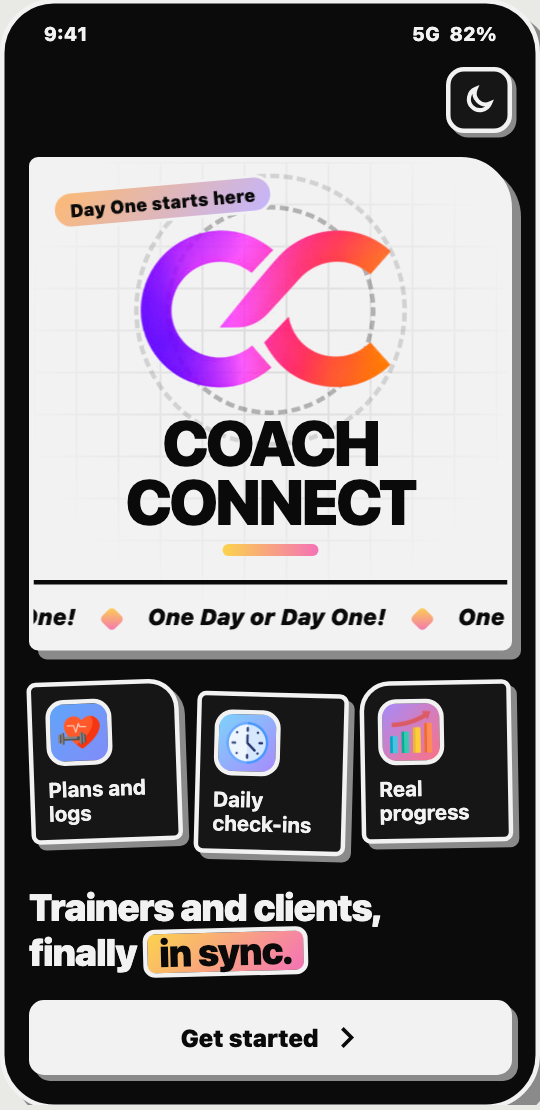 9:41
5G 82%
Day One starts here
COACH
CONNECT
One! One Day or Day One! One
Plans and
logs
Daily
check-ins
Real
progress
Trainers and clients,
finally in sync.
Get started